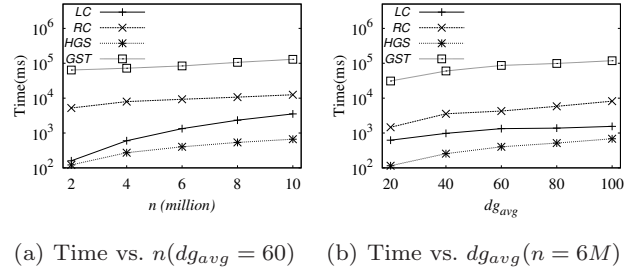 LC
RC
HGS
GST
Time(ms)
10^6
10^5
10^4
10^3
10^2
2 4 6 8 10
n (million)
LC
RC
HGS
GST
Time(ms)
10^6
10^5
10^4
10^3
10^2
20 40 60 80 100
dg_avg
(a) Time vs. n(dg_avg = 60) (b) Time vs. dg_avg(n = 6M)